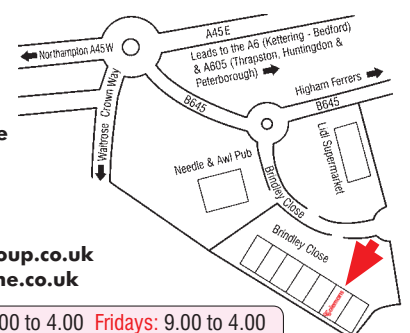 A45 E
Northampton A45 W
Leads to the A6 (Kettering - Bedford)
& A605 (Thrapston, Huntingdon &
Peterborough)
Higham Ferrers
B645
B645
Waitrose
Crown Way
Lidl Supermarket
Needle & Awl Pub
Brindley Close
Brindley Close
oup.co.uk
ne.co.uk
.00 to 4.00 Fridays: 9.00 to 4.00